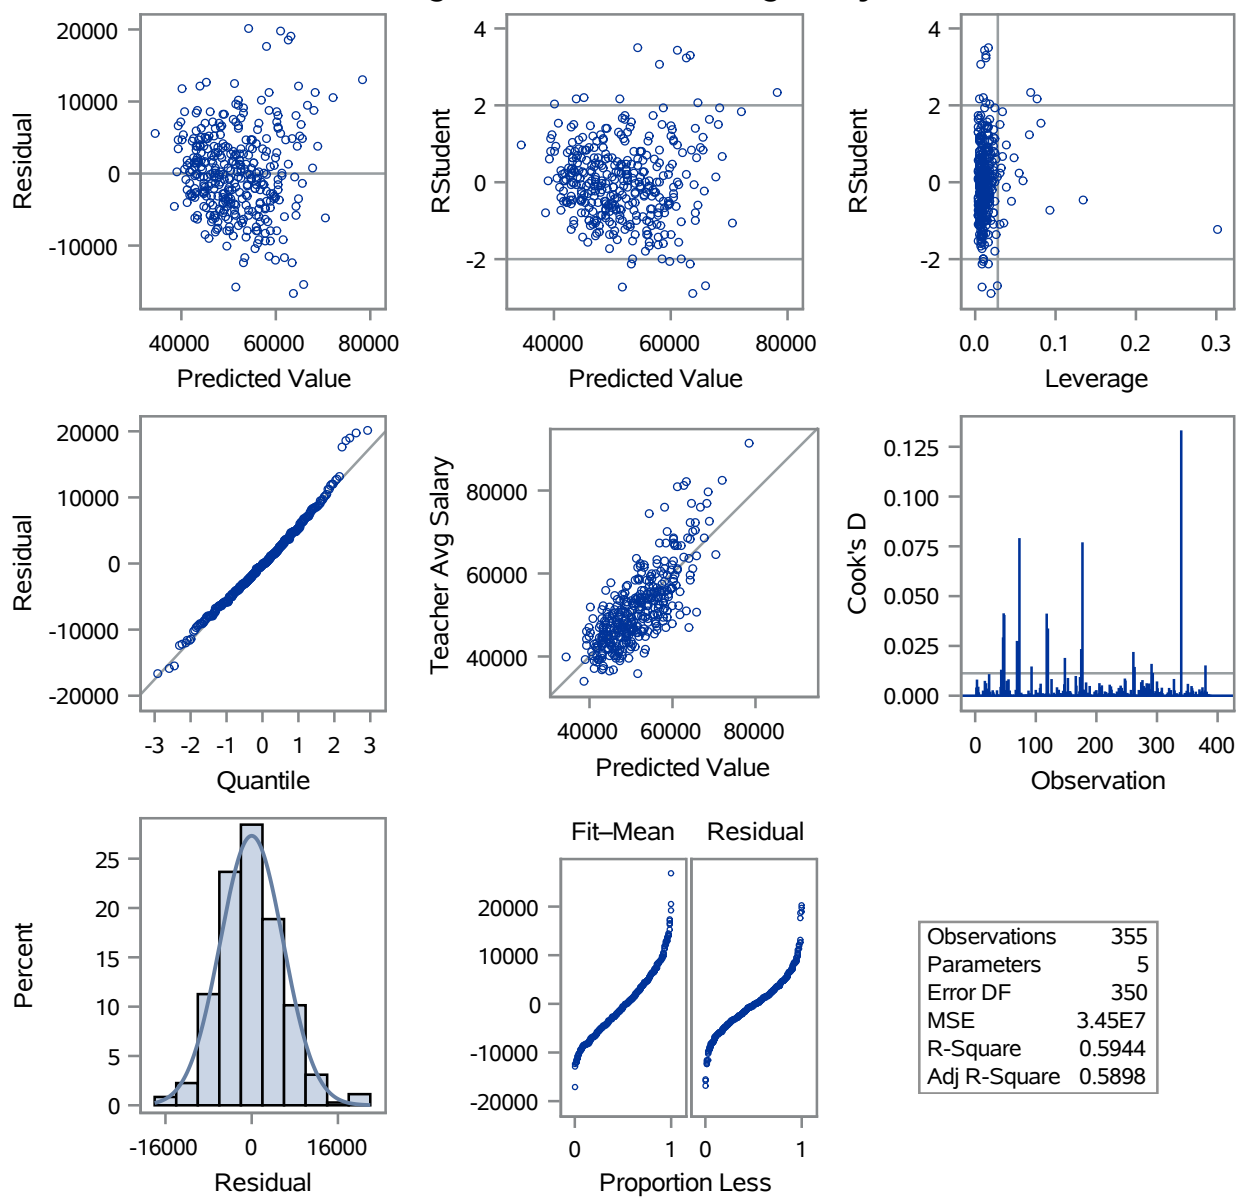 20000
10000
0
-10000
Residual
40000 60000 80000
Predicted Value
4
2
0
-2
RStudent
40000 60000 80000
Predicted Value
4
2
0
-2
RStudent
0.0 0.1 0.2 0.3
Leverage
20000
10000
0
-10000
-20000
Residual
-3 -2 -1 0 1 2 3
Quantile
80000
60000
40000
Teacher Avg Salary
40000 60000 80000
Predicted Value
0.125
0.100
0.075
0.050
0.025
0.000
Cook's D
0 100 200 300 400
Observation
25
20
15
10
5
0
Percent
-16000 0 16000
Residual
Fit–Mean Residual
20000
10000
0
-10000
-20000
0 1 0 1
Proportion Less
Observations 355
Parameters 5
Error DF 350
MSE 3.45E7
R-Square 0.5944
Adj R-Square 0.5898